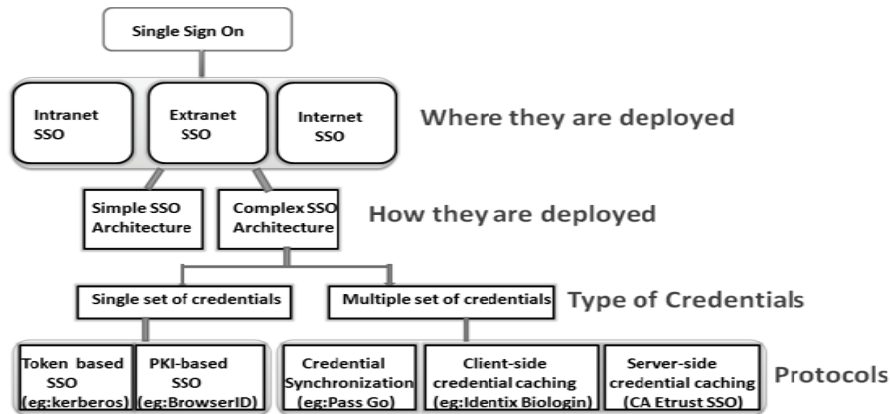 Single Sign On
Intranet
SSO
Extranet
SSO
Internet
SSO
Where they are deployed
Simple SSO
Architecture
Complex SSO
Architecture
How they are deployed
Single set of credentials
Multiple set of credentials
Type of Credentials
Token based
SSO
(eg:kerberos)
PKI-based
SSO
(eg:BrowserID)
Credential
Synchronization
(eg:Pass Go)
Client-side
credential caching
(eg:Identix Biologin)
Server-side
credential caching
(CA Etrust SSO)
Protocols